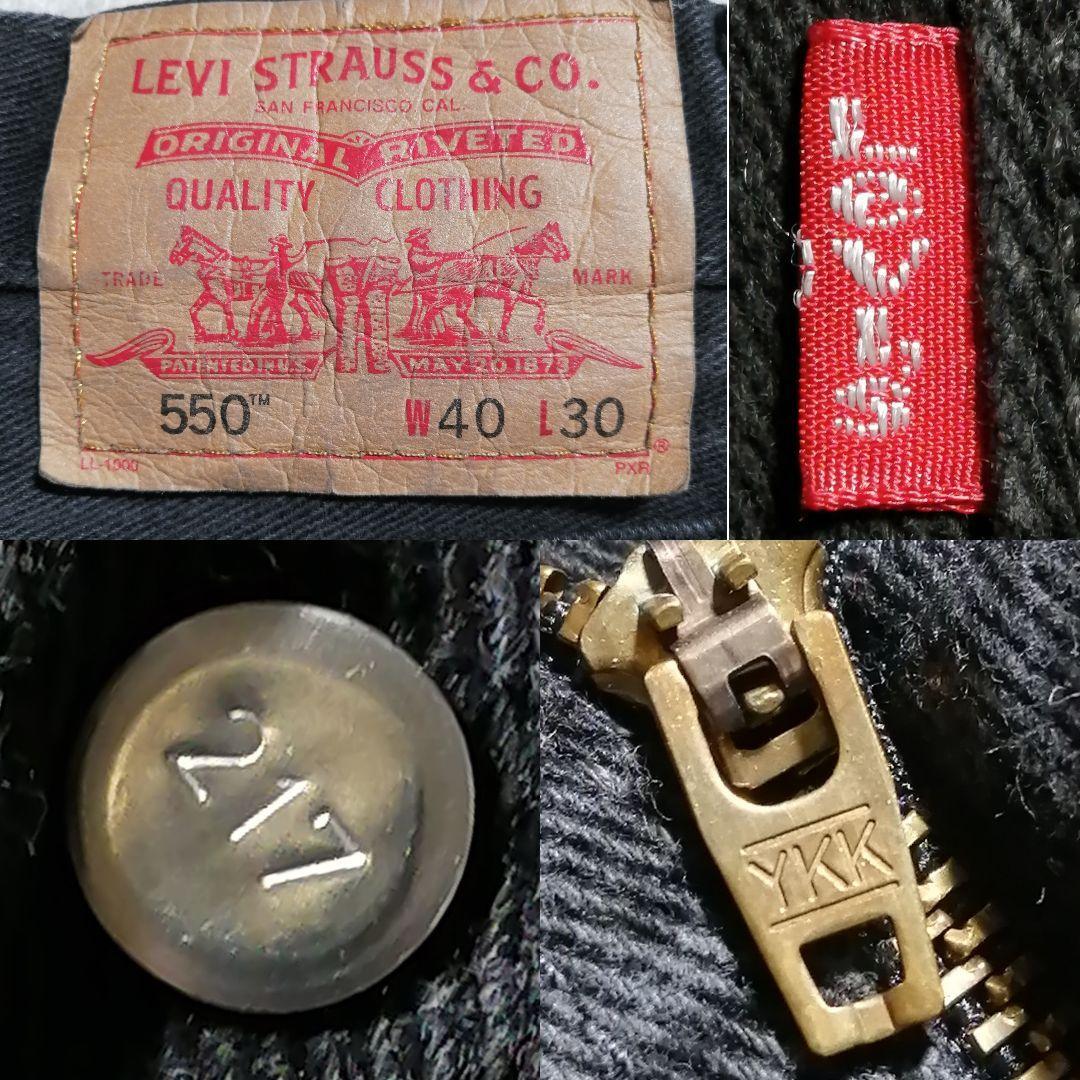 LEVI STRAUSS & CO.
SAN FRANCISCO CAL.
ORIGINAL RIVETED
QUALITY CLOTHING
TRADE MARK
PATENTED IN U.S. MAY 20 1873
550™ W40 L30
LL-1000 PXR ®
Levi's
217
YKK